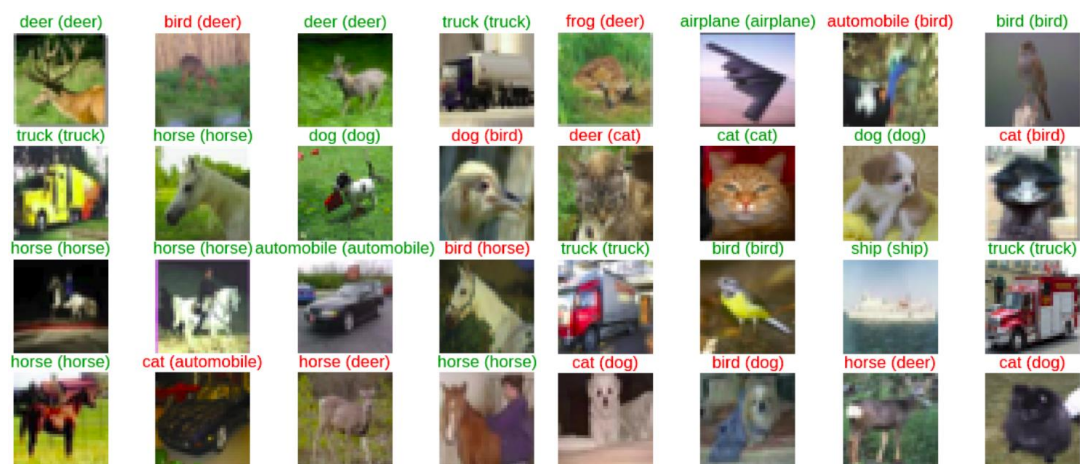 deer (deer) bird (deer) deer (deer) truck (truck) frog (deer) airplane (airplane) automobile (bird) bird (bird)
truck (truck) horse (horse) dog (dog) dog (bird) deer (cat) cat (cat) dog (dog) cat (bird)
horse (horse) horse (horse) automobile (automobile) bird (horse) truck (truck) bird (bird) ship (ship) truck (truck)
horse (horse) cat (automobile) horse (deer) horse (horse) cat (dog) bird (dog) horse (deer) cat (dog)